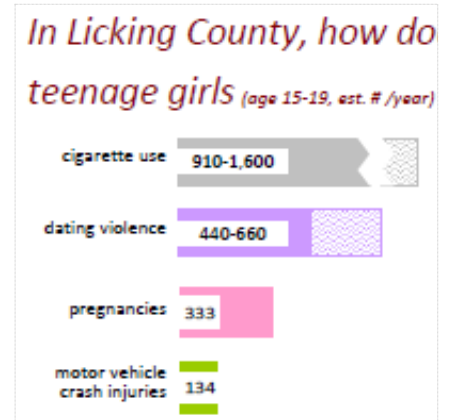 In Licking County, how do
teenage girls (age 15-19, est. # /year)
cigarette use 910-1,600
dating violence 440-660
pregnancies 333
motor vehicle
crash injuries 134